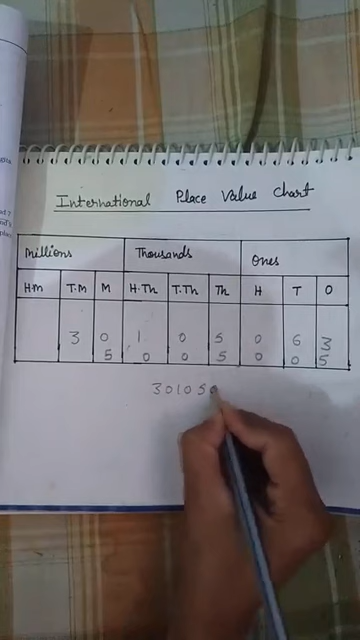 International Place Value Chart
Millions Thousands Ones
H.M T.M M H.Th T.Th Th H T O
3 0 1 0 5 0 6 3
5 0 0 5 0 0 5
301050